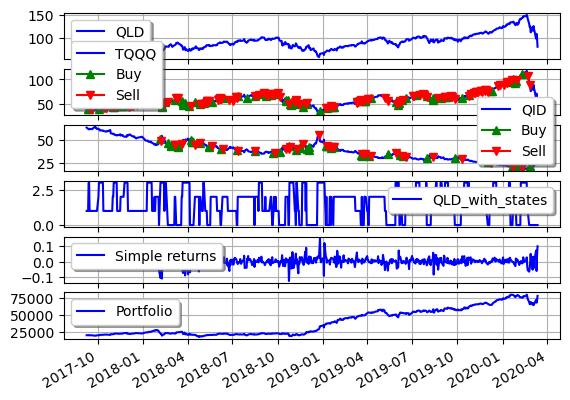 150
100
QLD
TQQQ
Buy
Sell
100
50
QID
Buy
Sell
50
25
2.5
0.0
QLD_with_states
0.1
0.0
−0.1
Simple returns
75000
50000
25000
Portfolio
2017-10 2018-01 2018-04 2018-07 2018-10 2019-01 2019-04 2019-07 2019-10 2020-01 2020-04